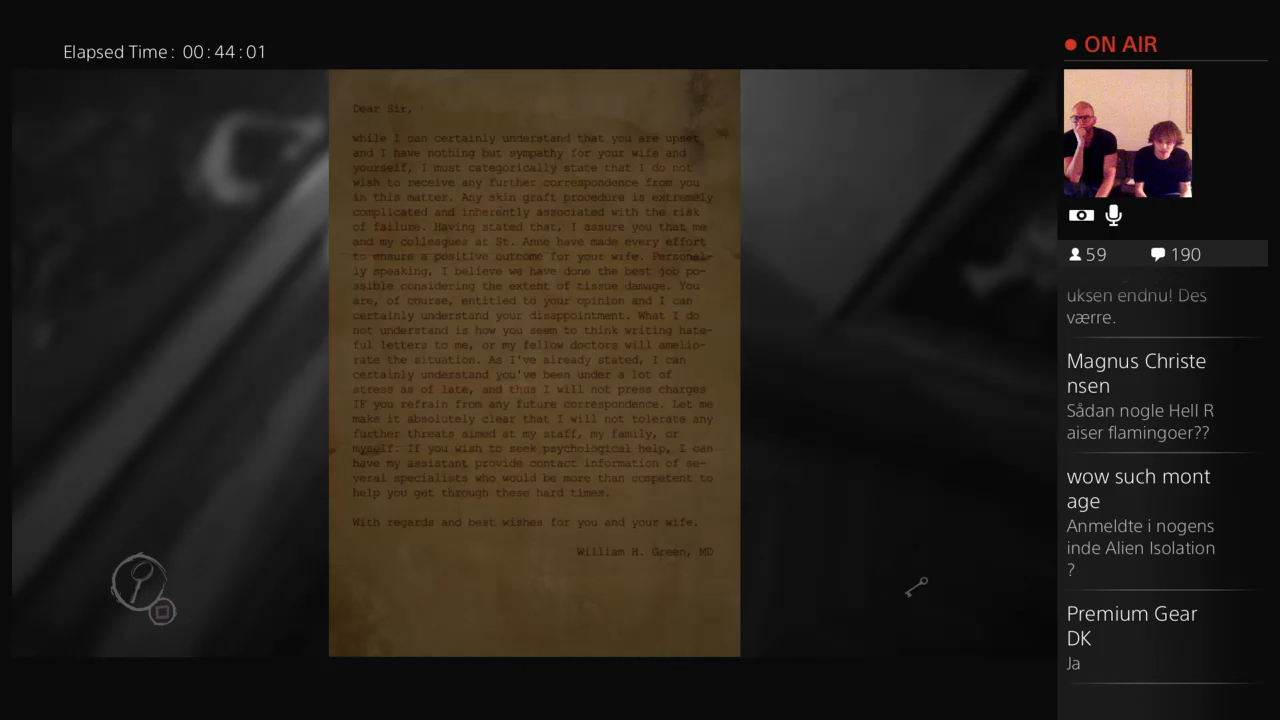 Elapsed Time: 00:44:01
ON AIR
59
190
uksen endnu! Des
værre.
Magnus Christe
nsen
Sådan nogle Hell R
aiser flamingoer??
wow such mont
age
Anmeldte i nogens
inde Alien Isolation
?
Premium Gear
DK
Ja
Dear Sir,
while I can certainly understand that you are upset
and I have nothing but sympathy for your wife and
yourself, I must categorically state that I do not
wish to receive any further correspondence from you
in this matter. Any skin graft procedure is extremely
complicated and inherently associated with the risk
of failure. Having stated that, I assure you that me
and my colleagues at St. Anne have made every effort
to ensure a positive outcome for your wife. Personal-
ly speaking, I believe we have done the best job po-
ssible considering the extent of tissue damage. You
are, of course, entitled to your opinion and I can
certainly understand your disappointment. What I do
not understand is how you seem to think writing hate-
ful letters to me, or my fellow doctors will amelio-
rate the situation. As I've already stated, I can
certainly understand you've been under a lot of
stress as of late, and thus I will not press charges
IF you refrain from any future correspondence. Let me
make it absolutely clear that I will not tolerate any
further threats aimed at my staff, my family, or
myself. If you wish to seek psychological help, I can
have my assistant provide contact information of se-
veral specialists who would be more than competent to
help you get through these hard times.
With regards and best wishes for you and your wife.
William H. Green, MD